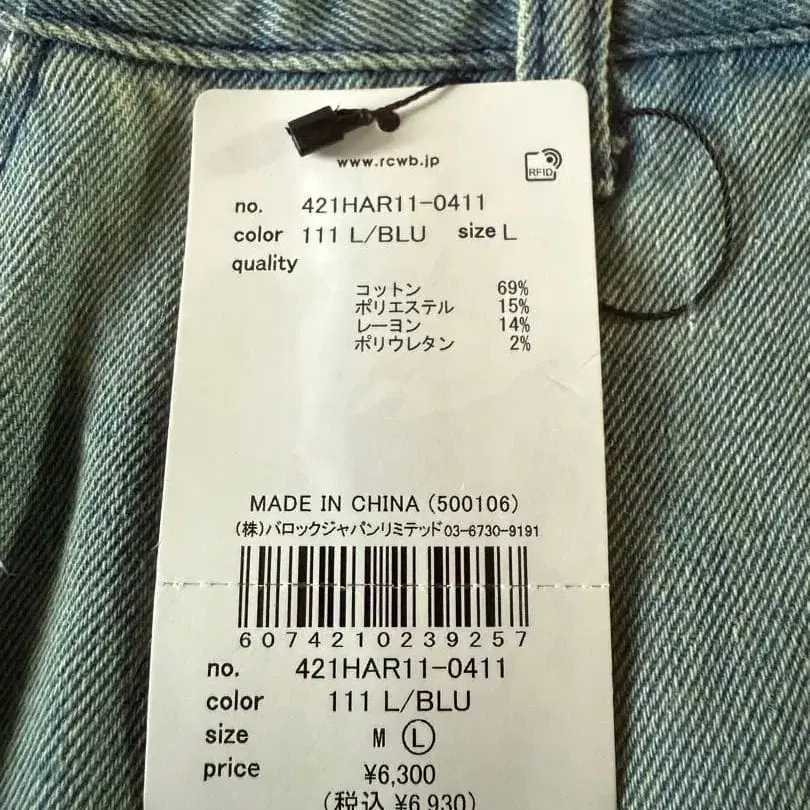 www.rcwb.jp
RFID
no. 421HAR11-0411
color 111 L/BLU size L
quality
コットン 69%
ポリエステル 15%
レーヨン 14%
ポリウレタン 2%
MADE IN CHINA (500106)
(株)バロックジャパンリミテッド03-6730-9191
6074210239257
no. 421HAR11-0411
color 111 L/BLU
size M Ⓛ
price ¥6,300
(税込 ¥6,930)